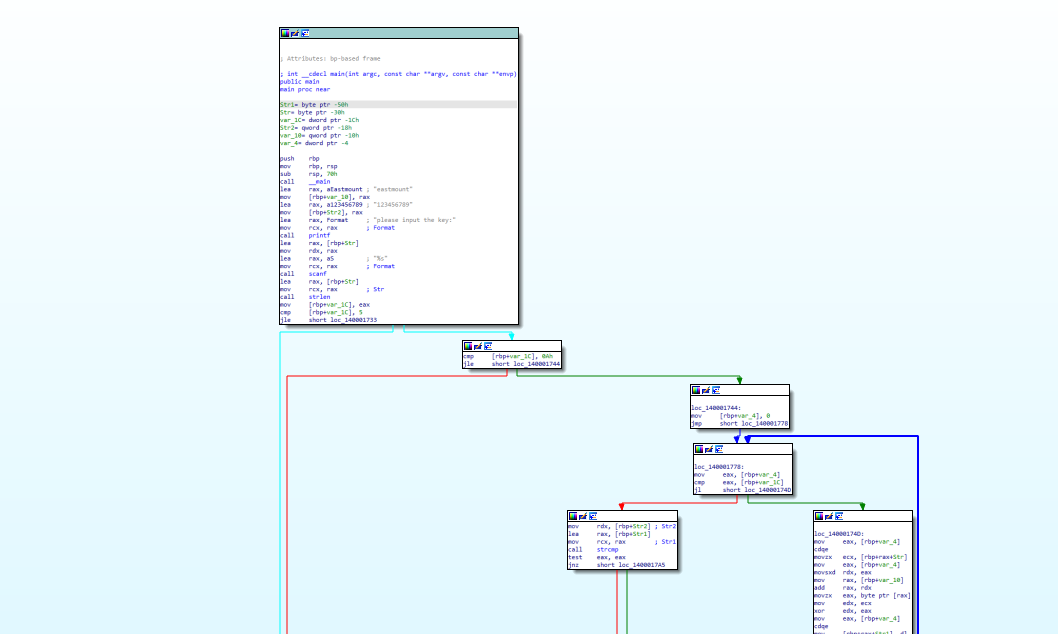 ; Attributes: bp-based frame
; int __cdecl main(int argc, const char **argv, const char **envp)
public main
main proc near
Str1= byte ptr -50h
Str= byte ptr -30h
var_1C= dword ptr -1Ch
Str2= qword ptr -18h
var_10= qword ptr -10h
var_4= dword ptr -4
push rbp
mov rbp, rsp
sub rsp, 70h
call __main
lea rax, aEastmount ; "eastmount"
mov [rbp+var_10], rax
lea rax, a123456789 ; "123456789"
mov [rbp+Str2], rax
lea rax, Format ; "please input the key:"
mov rcx, rax ; Format
call printf
lea rax, [rbp+Str]
mov rdx, rax
lea rax, aS ; "%s"
mov rcx, rax ; Format
call scanf
lea rax, [rbp+Str]
mov rcx, rax ; Str
call strlen
mov [rbp+var_1C], eax
cmp [rbp+var_1C], 5
jle short loc_140001733
cmp [rbp+var_1C], 0Ah
jle short loc_140001744
loc_140001744:
mov [rbp+var_4], 0
jmp short loc_140001778
loc_140001778:
mov eax, [rbp+var_4]
cmp eax, [rbp+var_1C]
jl short loc_14000174D
mov rdx, [rbp+Str2] ; Str2
lea rax, [rbp+Str1]
mov rcx, rax ; Str1
call strcmp
test eax, eax
jnz short loc_1400017A5
loc_14000174D:
mov eax, [rbp+var_4]
cdqe
movzx ecx, [rbp+rax+Str]
mov eax, [rbp+var_4]
movsxd rdx, eax
mov rax, [rbp+var_10]
add rax, rdx
movzx eax, byte ptr [rax]
mov edx, ecx
xor edx, eax
mov eax, [rbp+var_4]
cdqe